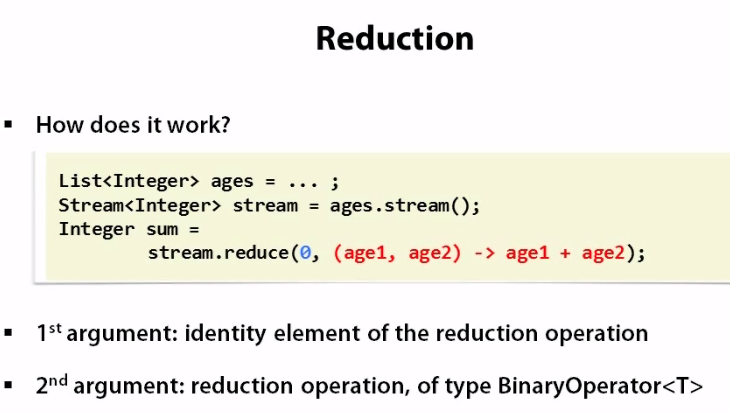 Reduction
▪ How does it work?
List<Integer> ages = ... ;
Stream<Integer> stream = ages.stream();
Integer sum =
stream.reduce(0, (age1, age2) -> age1 + age2);
▪ 1st argument: identity element of the reduction operation
▪ 2nd argument: reduction operation, of type BinaryOperator<T>